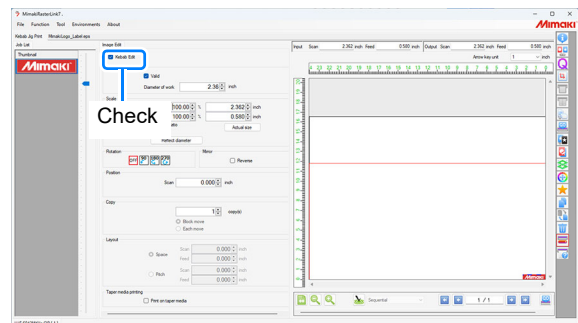 MimakiRasterLink7 .
File Function Tool Environments About
Mimaki
Kebab Jig Print MimakiLogo_Label.eps
Job List
Thumbnail
Mimaki
Image Edit
Kebab Edit
Valid
Diameter of work 2.36 inch
Scale
100.00 % 2.362 inch
100.00 % 0.580 inch
Check
Actual size
Reflect diameter
Rotation
OFF 90 180 270
Mirror
Reverse
Position
Scan 0.000 inch
Copy
1 copy(s)
Block move
Each move
Layout
Space
Scan 0.000 inch
Feed 0.000 inch
Pitch
Scan 0.000 inch
Feed 0.000 inch
Taper media printing
Print on taper media
Input Scan 2.362 inch Feed 0.580 inch Output Scan 2.362 inch Feed 0.580 inch
Arrow key unit 1 inch
Mimaki
Sequential
1 / 1